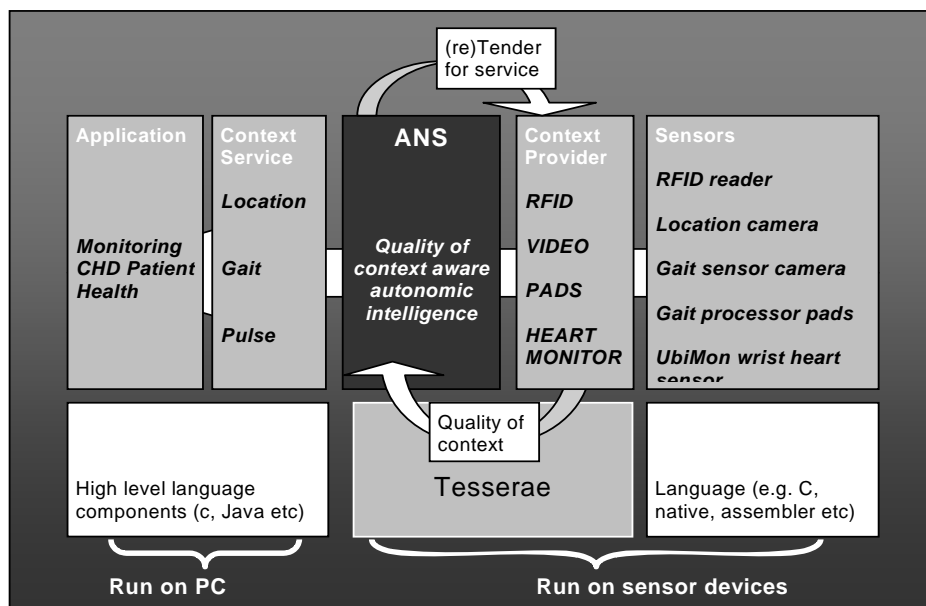 (re)Tender
for service
Application
Monitoring
CHD Patient
Health
Context
Service
Location
Gait
Pulse
ANS
Quality of
context aware
autonomic
intelligence
Context
Provider
RFID
VIDEO
PADS
HEART
MONITOR
Sensors
RFID reader
Location camera
Gait sensor camera
Gait processor pads
UbiMon wrist heart
sensor
Quality of
context
High level language
components (c, Java etc)
Tesserae
Language (e.g. C,
native, assembler etc)
Run on PC
Run on sensor devices